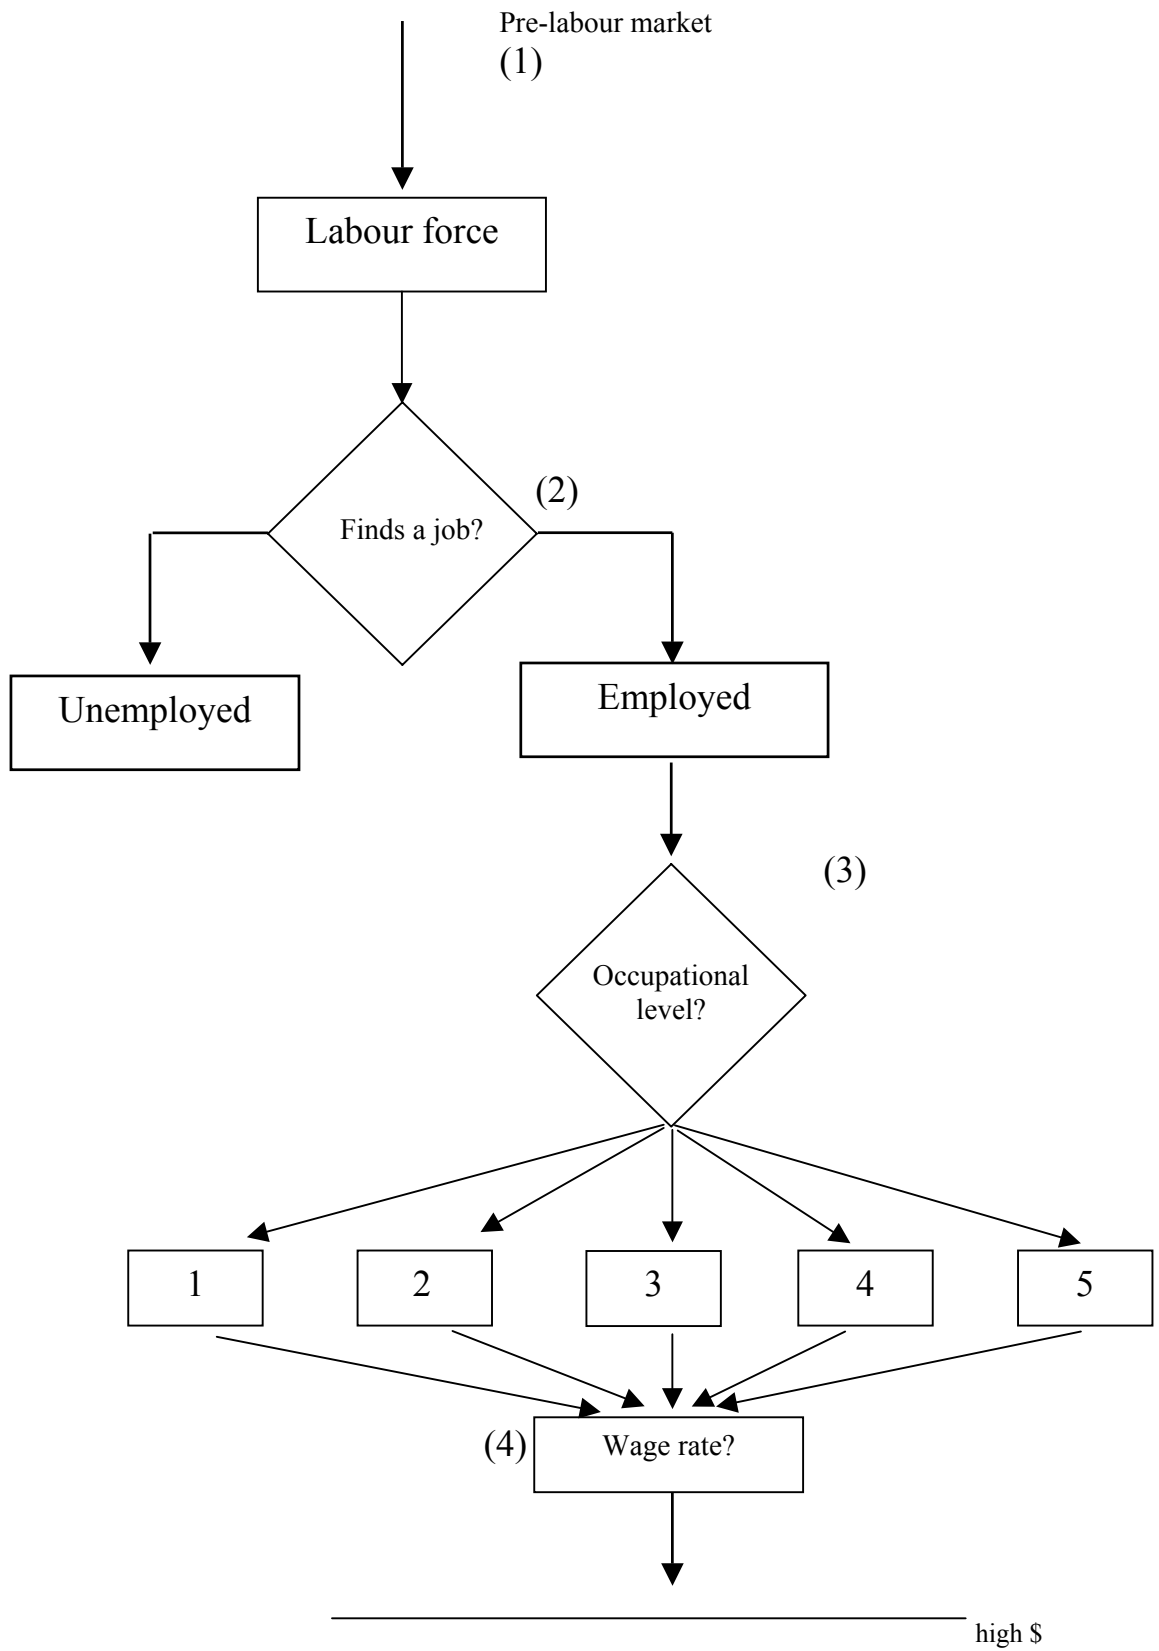 Pre-labour market
(1)
Labour force
(2)
Finds a job?
Unemployed
Employed
(3)
Occupational
level?
1
2
3
4
5
(4)
Wage rate?
high $